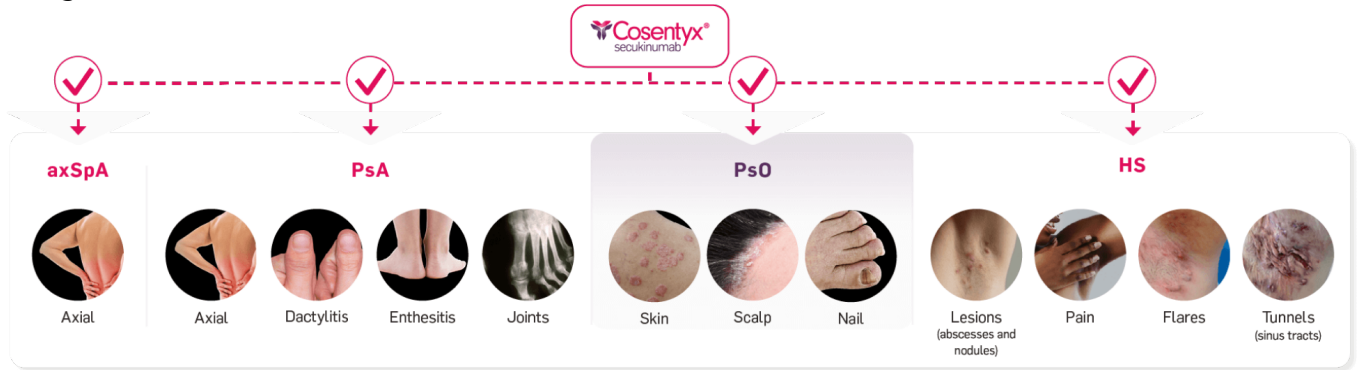 Cosentyx®
secukinumab
axSpA
PsA
PsO
HS
Axial
Axial
Dactylitis
Enthesitis
Joints
Skin
Scalp
Nail
Lesions
(abscesses and
nodules)
Pain
Flares
Tunnels
(sinus tracts)